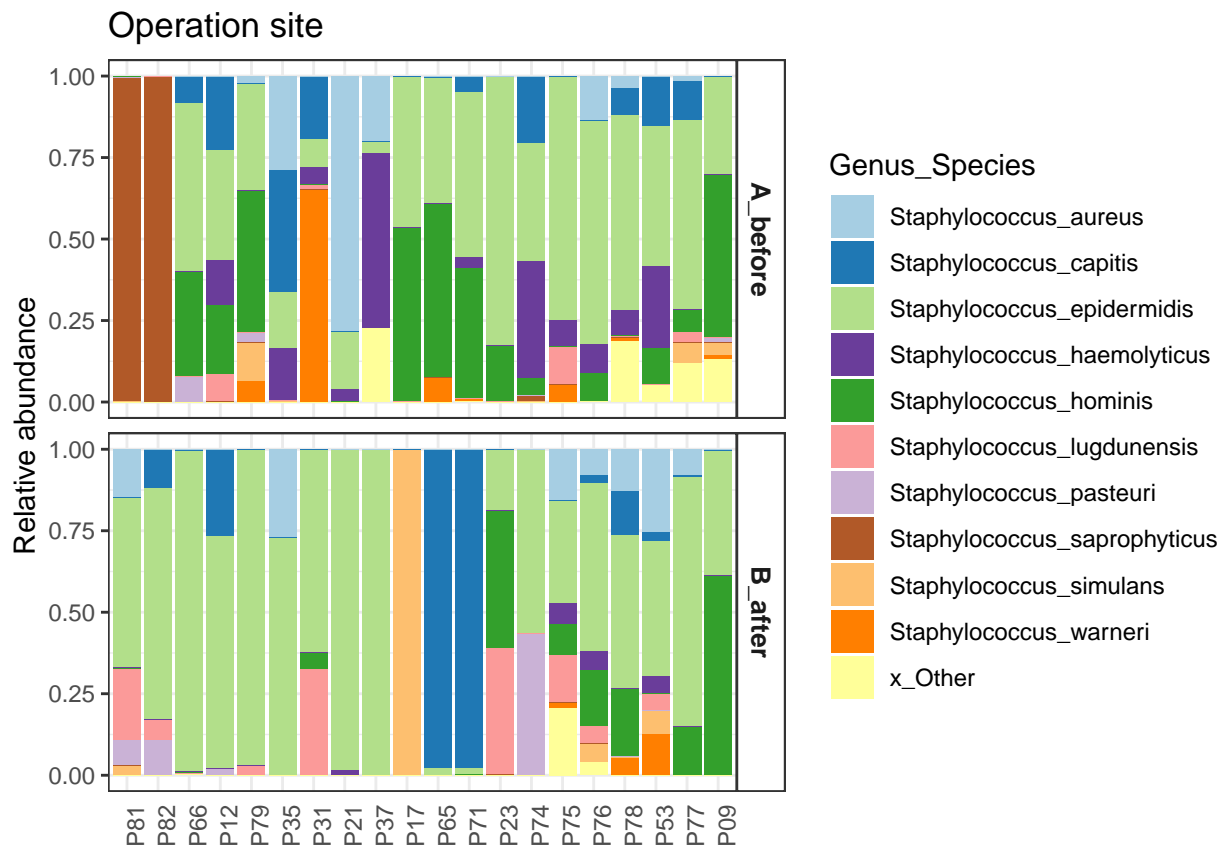 Operation site
Relative abundance
1.00
0.75
0.50
0.25
0.00
A_before
1.00
0.75
0.50
0.25
0.00
B_after
P81
P82
P66
P12
P79
P35
P31
P21
P37
P17
P65
P71
P23
P74
P75
P76
P78
P53
P77
P09
Genus_Species
Staphylococcus_aureus
Staphylococcus_capitis
Staphylococcus_epidermidis
Staphylococcus_haemolyticus
Staphylococcus_hominis
Staphylococcus_lugdunensis
Staphylococcus_pasteuri
Staphylococcus_saprophyticus
Staphylococcus_simulans
Staphylococcus_warneri
x_Other